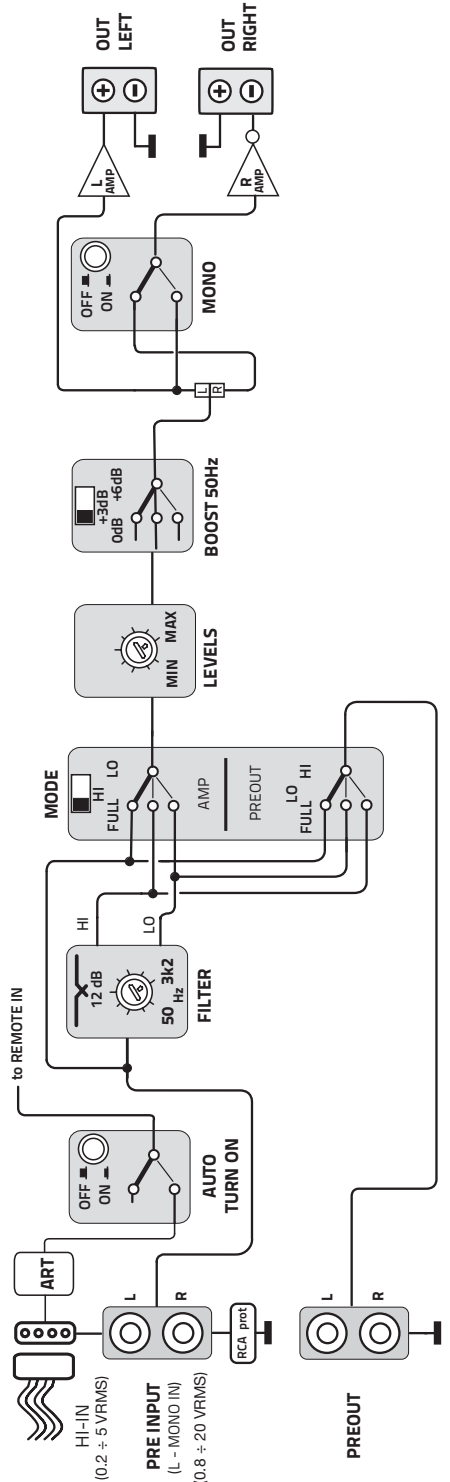 HI-IN
(0.2 ÷ 5 VRMS)
PRE INPUT
(L - MONO IN)
(0.8 ÷ 20 VRMS)
L
R
RCA prot
ART
to REMOTE IN
OFF
ON
AUTO
TURN ON
12 dB
50 Hz 3k2
FILTER
HI
LO
MODE
FULL HI LO
AMP
PREOUT
FULL LO HI
MIN MAX
LEVELS
0dB +3dB +6dB
BOOST 50Hz
L
R
OFF
ON
MONO
L
AMP
R
AMP
+
−
OUT
LEFT
+
−
OUT
RIGHT
PREOUT
L
R